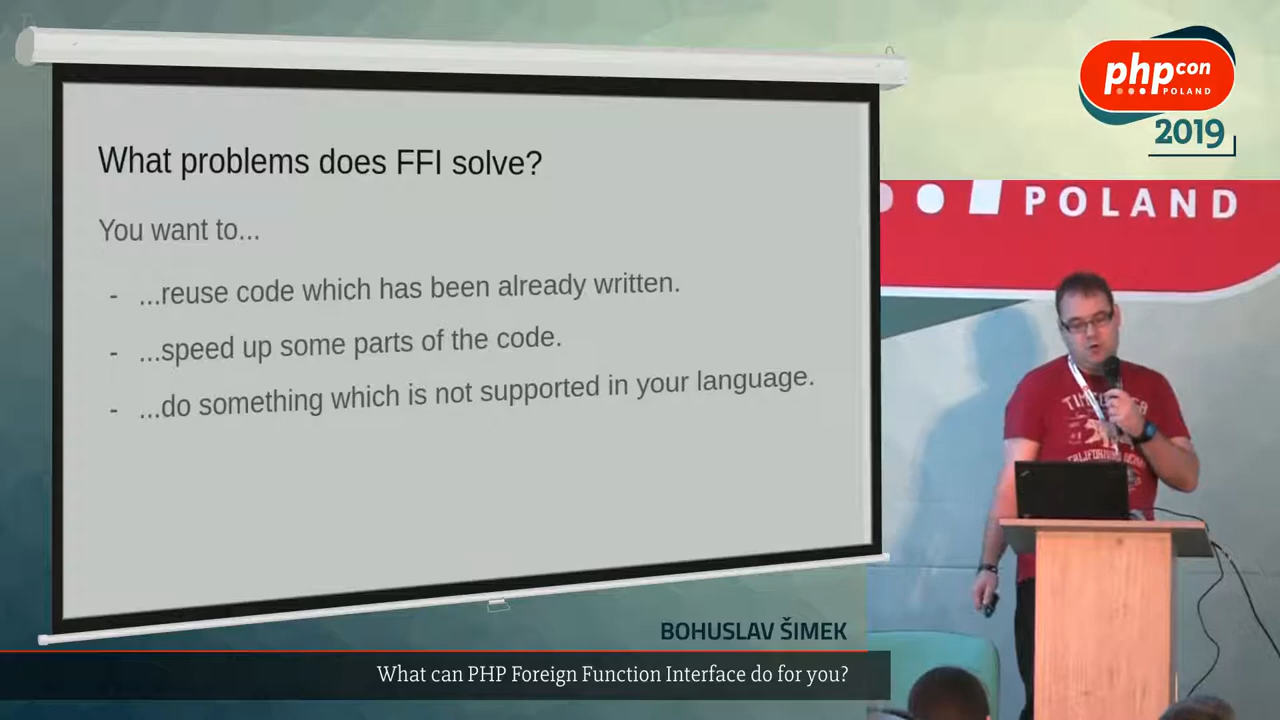 phpcon
POLAND
2019
What problems does FFI solve?
You want to...
- ...reuse code which has been already written.
- ...speed up some parts of the code.
- ...do something which is not supported in your language.
POLAND
BOHUSLAV ŠIMEK
What can PHP Foreign Function Interface do for you?